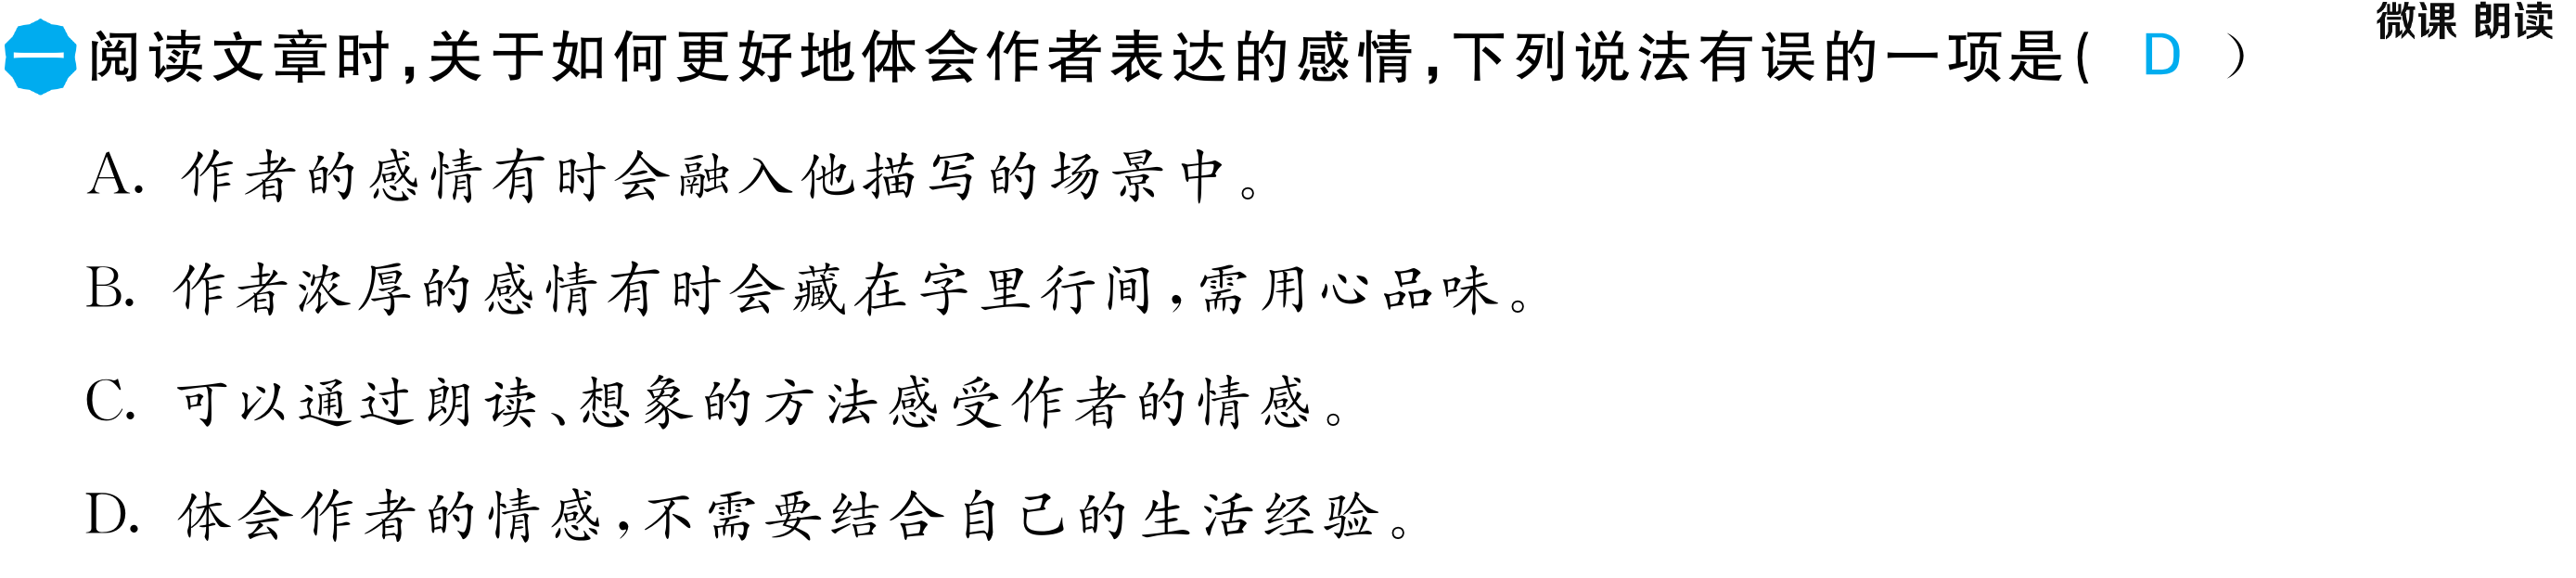 微课 朗读
一 阅读文章时,关于如何更好地体会作者表达的感情,下列说法有误的一项是( D )
A. 作者的感情有时会融入他描写的场景中。
B. 作者浓厚的感情有时会藏在字里行间,需用心品味。
C. 可以通过朗读、想象的方法感受作者的情感。
D. 体会作者的情感,不需要结合自己的生活经验。